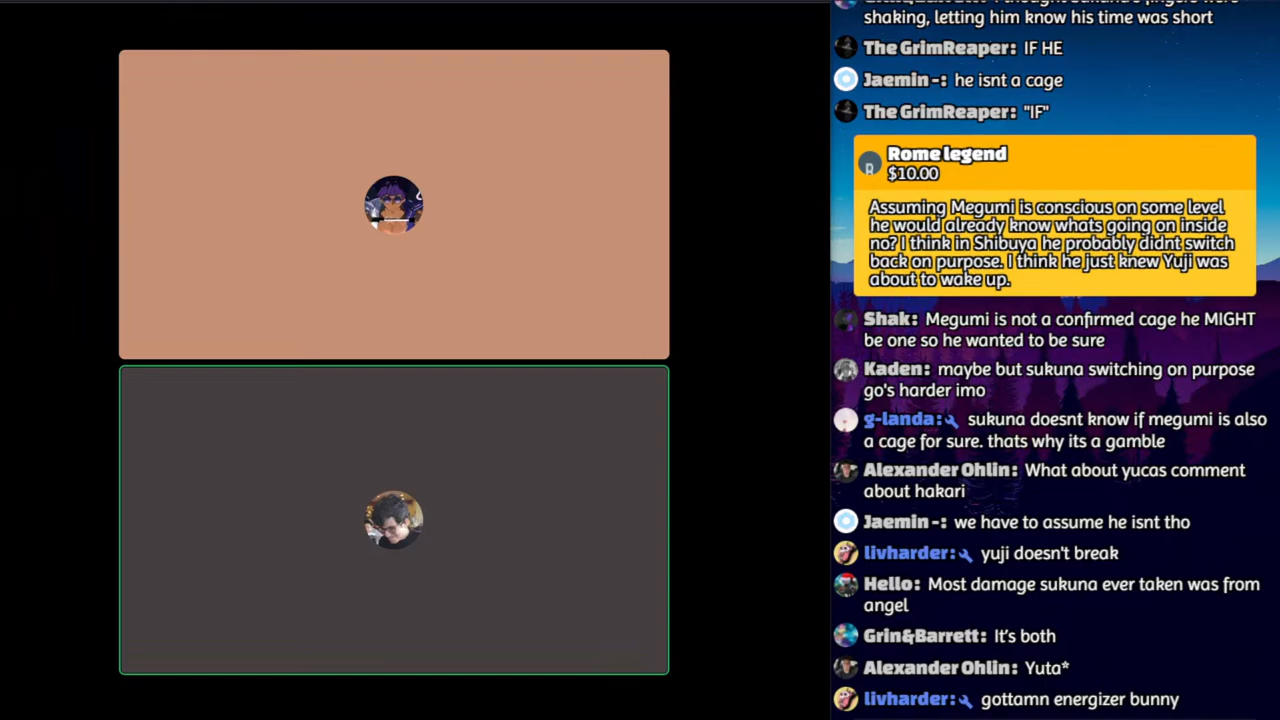 shaking, letting him know his time was short
The GrimReaper: IF HE
Jaemin -: he isnt a cage
The GrimReaper: "IF"
Rome legend
$10.00
Assuming Megumi is conscious on some level
he would already know whats going on inside
no? I think in Shibuya he probably didnt switch
back on purpose. I think he just knew Yuji was
about to wake up.
Shak: Megumi is not a confirmed cage he MIGHT
be one so he wanted to be sure
Kaden: maybe but sukuna switching on purpose
go's harder imo
g-landa: sukuna doesnt know if megumi is also
a cage for sure. thats why its a gamble
Alexander Ohlin: What about yucas comment
about hakari
Jaemin -: we have to assume he isnt tho
livharder: yuji doesn't break
Hello: Most damage sukuna ever taken was from
angel
Grin&Barrett: It's both
Alexander Ohlin: Yuta*
livharder: gottamn energizer bunny